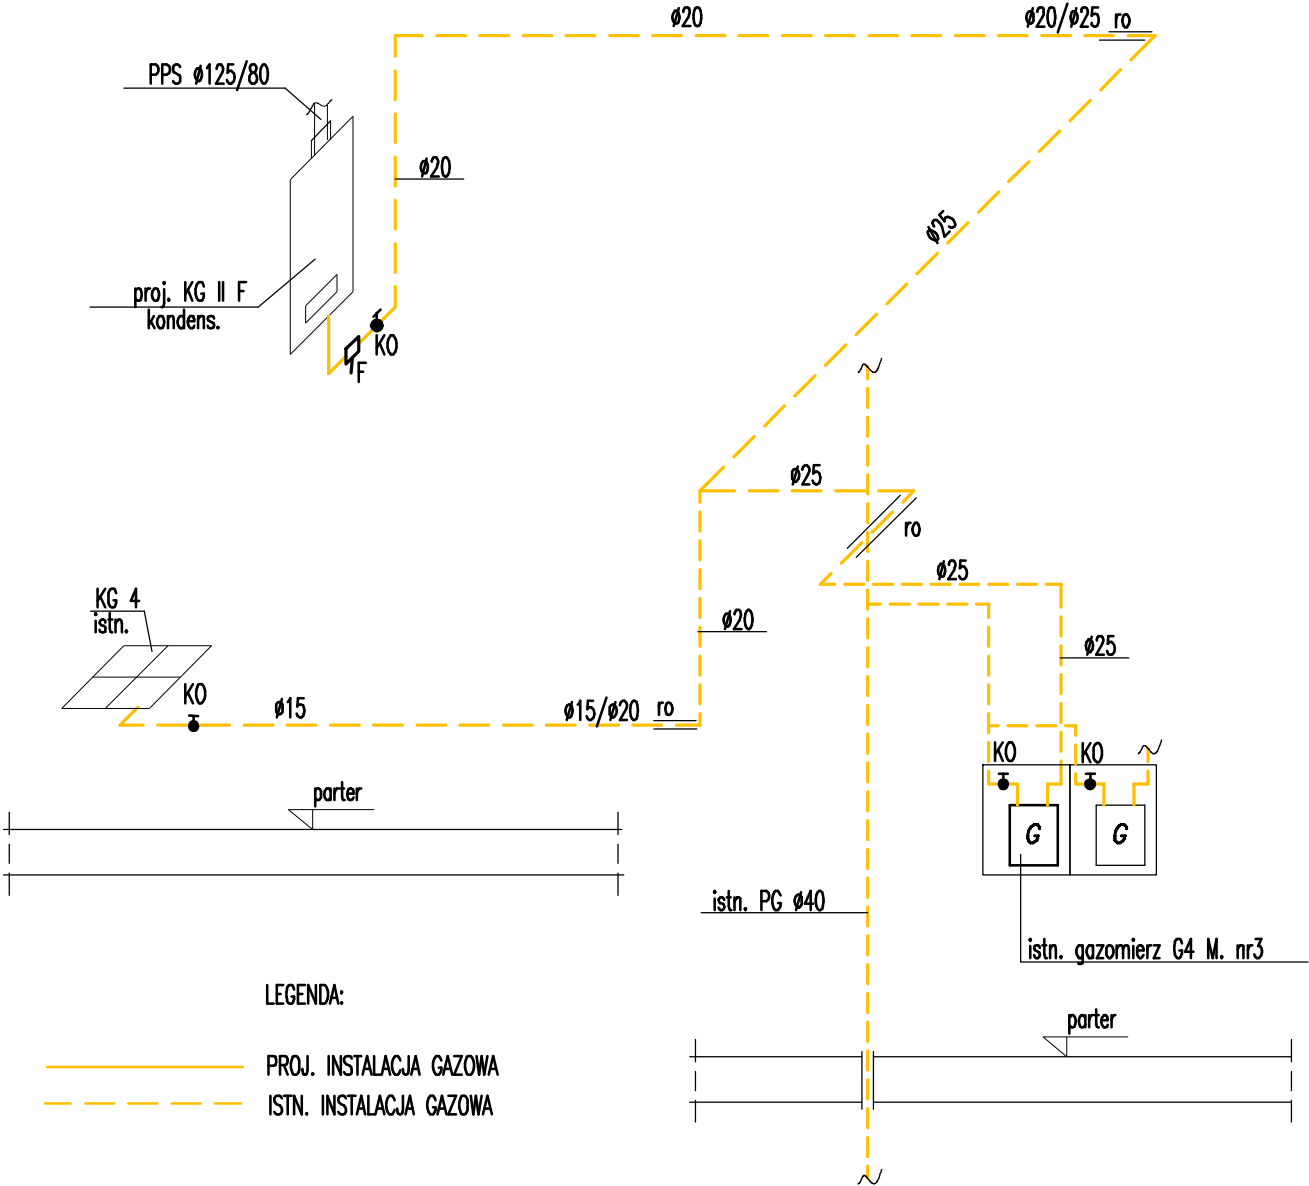 ø20
ø20/ø25 ro
PPS ø125/80
ø20
ø25
proj. KG II F
kondens.
KO
F
ø25
ro
ø25
KG 4
istn.
ø20
ø25
KO
ø15
ø15/ø20 ro
KO
KO
parter
G
G
istn. PG ø40
istn. gazomierz G4 M. nr3
LEGENDA:
parter
PROJ. INSTALACJA GAZOWA
ISTN. INSTALACJA GAZOWA